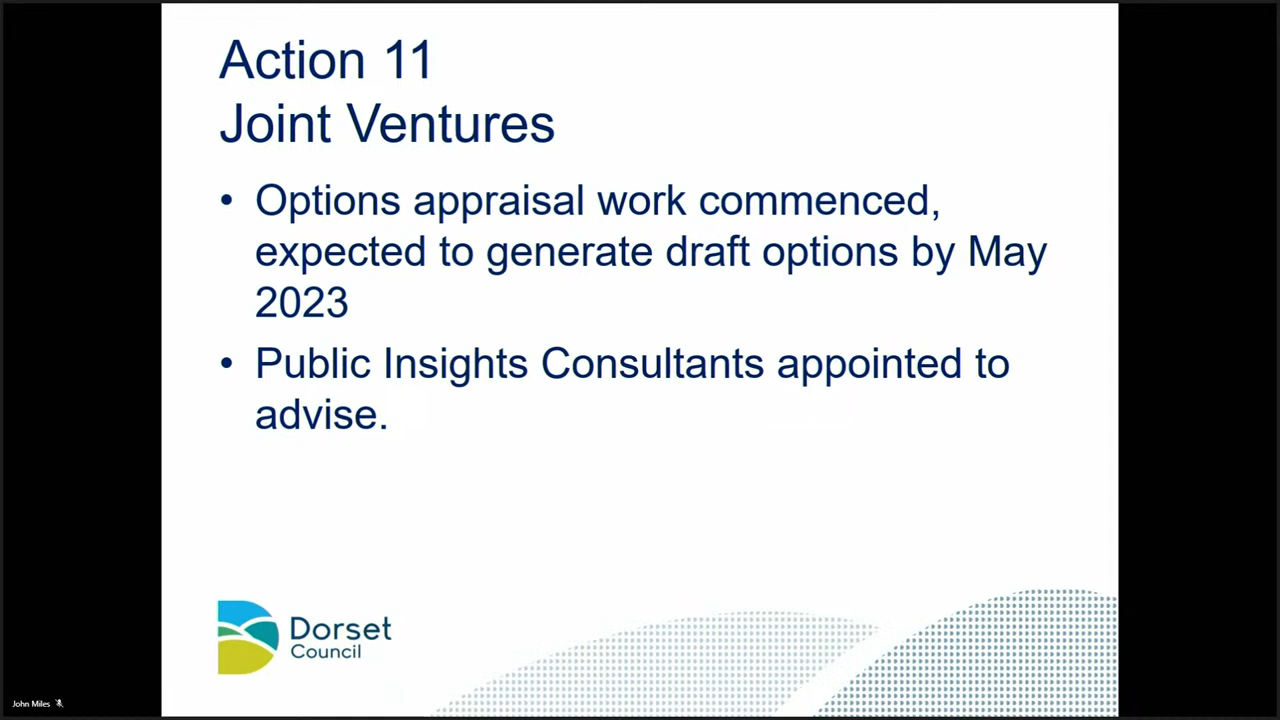 Action 11
Joint Ventures
• Options appraisal work commenced,
expected to generate draft options by May
2023
• Public Insights Consultants appointed to
advise.
Dorset
Council
John Miles